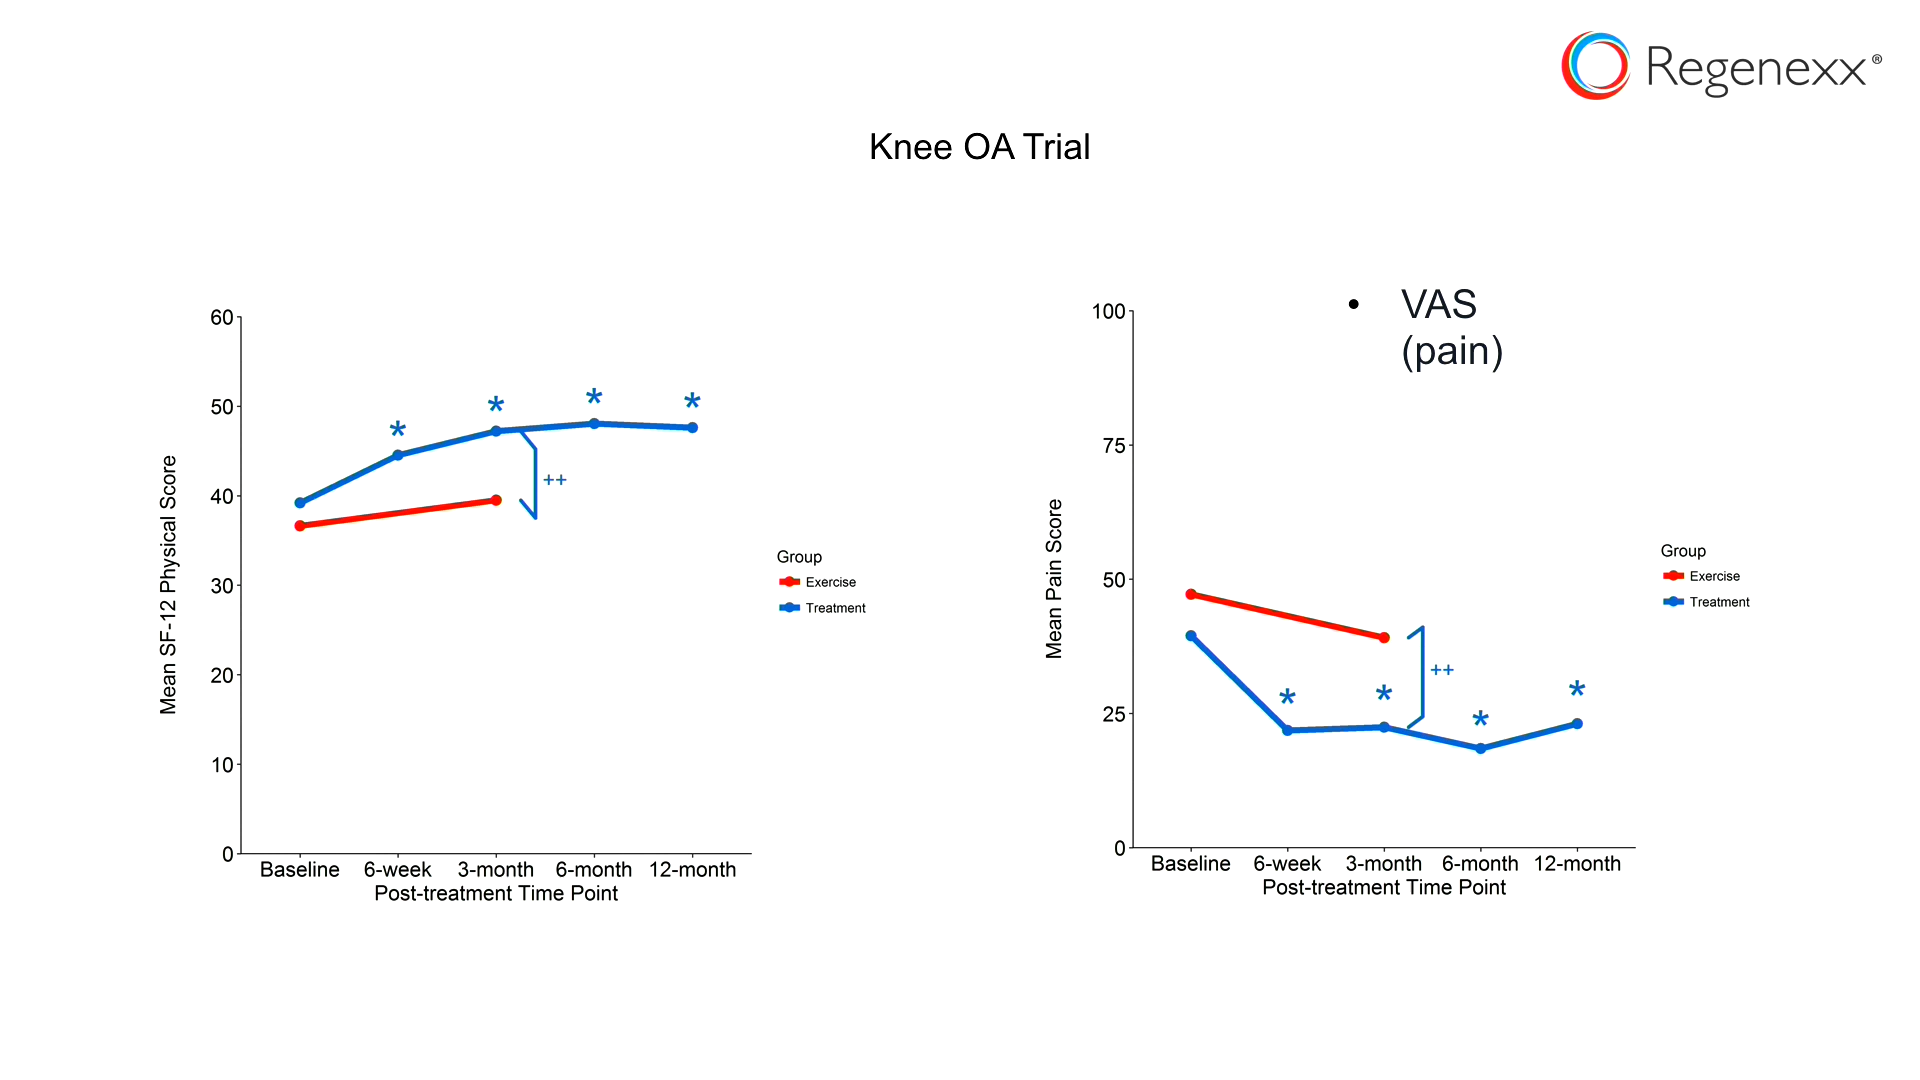 Regenexx®
Knee OA Trial
Mean SF-12 Physical Score
60
50
40
30
20
10
0
*
*
*
*
++
Baseline 6-week 3-month 6-month 12-month
Post-treatment Time Point
Group
Exercise
Treatment
• VAS
(pain)
Mean Pain Score
100
75
50
25
0
*
*
*
*
++
Baseline 6-week 3-month 6-month 12-month
Post-treatment Time Point
Group
Exercise
Treatment